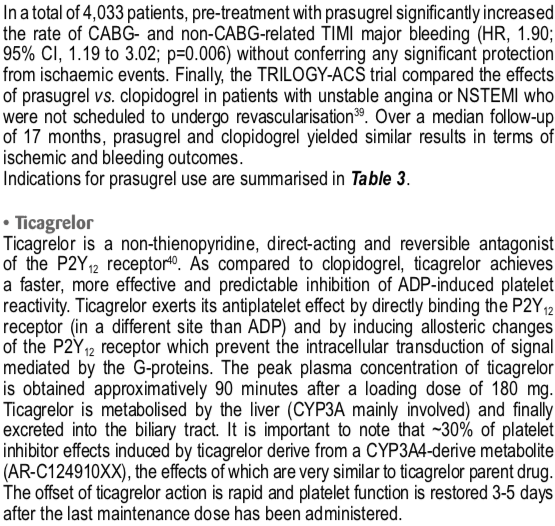 In a total of 4,033 patients, pre-treatment with prasugrel significantly increased
the rate of CABG- and non-CABG-related TIMI major bleeding (HR, 1.90;
95% CI, 1.19 to 3.02; p=0.006) without conferring any significant protection
from ischaemic events. Finally, the TRILOGY-ACS trial compared the effects
of prasugrel vs. clopidogrel in patients with unstable angina or NSTEMI who
were not scheduled to undergo revascularisation³⁹. Over a median follow-up
of 17 months, prasugrel and clopidogrel yielded similar results in terms of
ischemic and bleeding outcomes.
Indications for prasugrel use are summarised in Table 3.
• Ticagrelor
Ticagrelor is a non-thienopyridine, direct-acting and reversible antagonist
of the P2Y₁₂ receptor⁴⁰. As compared to clopidogrel, ticagrelor achieves
a faster, more effective and predictable inhibition of ADP-induced platelet
reactivity. Ticagrelor exerts its antiplatelet effect by directly binding the P2Y₁₂
receptor (in a different site than ADP) and by inducing allosteric changes
of the P2Y₁₂ receptor which prevent the intracellular transduction of signal
mediated by the G-proteins. The peak plasma concentration of ticagrelor
is obtained approximatively 90 minutes after a loading dose of 180 mg.
Ticagrelor is metabolised by the liver (CYP3A mainly involved) and finally
excreted into the biliary tract. It is important to note that ~30% of platelet
inhibitor effects induced by ticagrelor derive from a CYP3A4-derive metabolite
(AR-C124910XX), the effects of which are very similar to ticagrelor parent drug.
The offset of ticagrelor action is rapid and platelet function is restored 3-5 days
after the last maintenance dose has been administered.